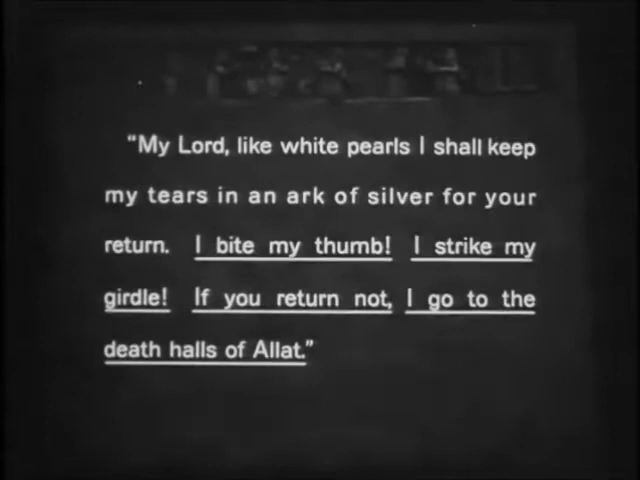 "My Lord, like white pearls I shall keep
my tears in an ark of silver for your
return. I bite my thumb! I strike my
girdle! If you return not, I go to the
death halls of Allat."